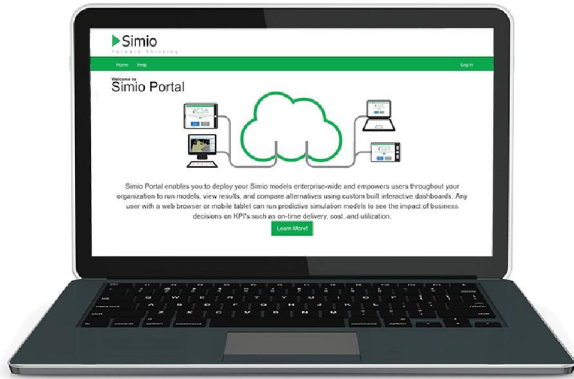 Simio
Forward Thinking
Home Help Log In
Welcome to
Simio Portal
Simio Portal enables you to deploy your Simio models enterprise-wide and empowers users throughout your
organization to run models, view results, and compare alternatives using custom built interactive dashboards. Any
user with a web browser or mobile tablet can run predictive simulation models to see the impact of business
decisions on KPI's such as on-time delivery, cost, and utilization.
Learn More!